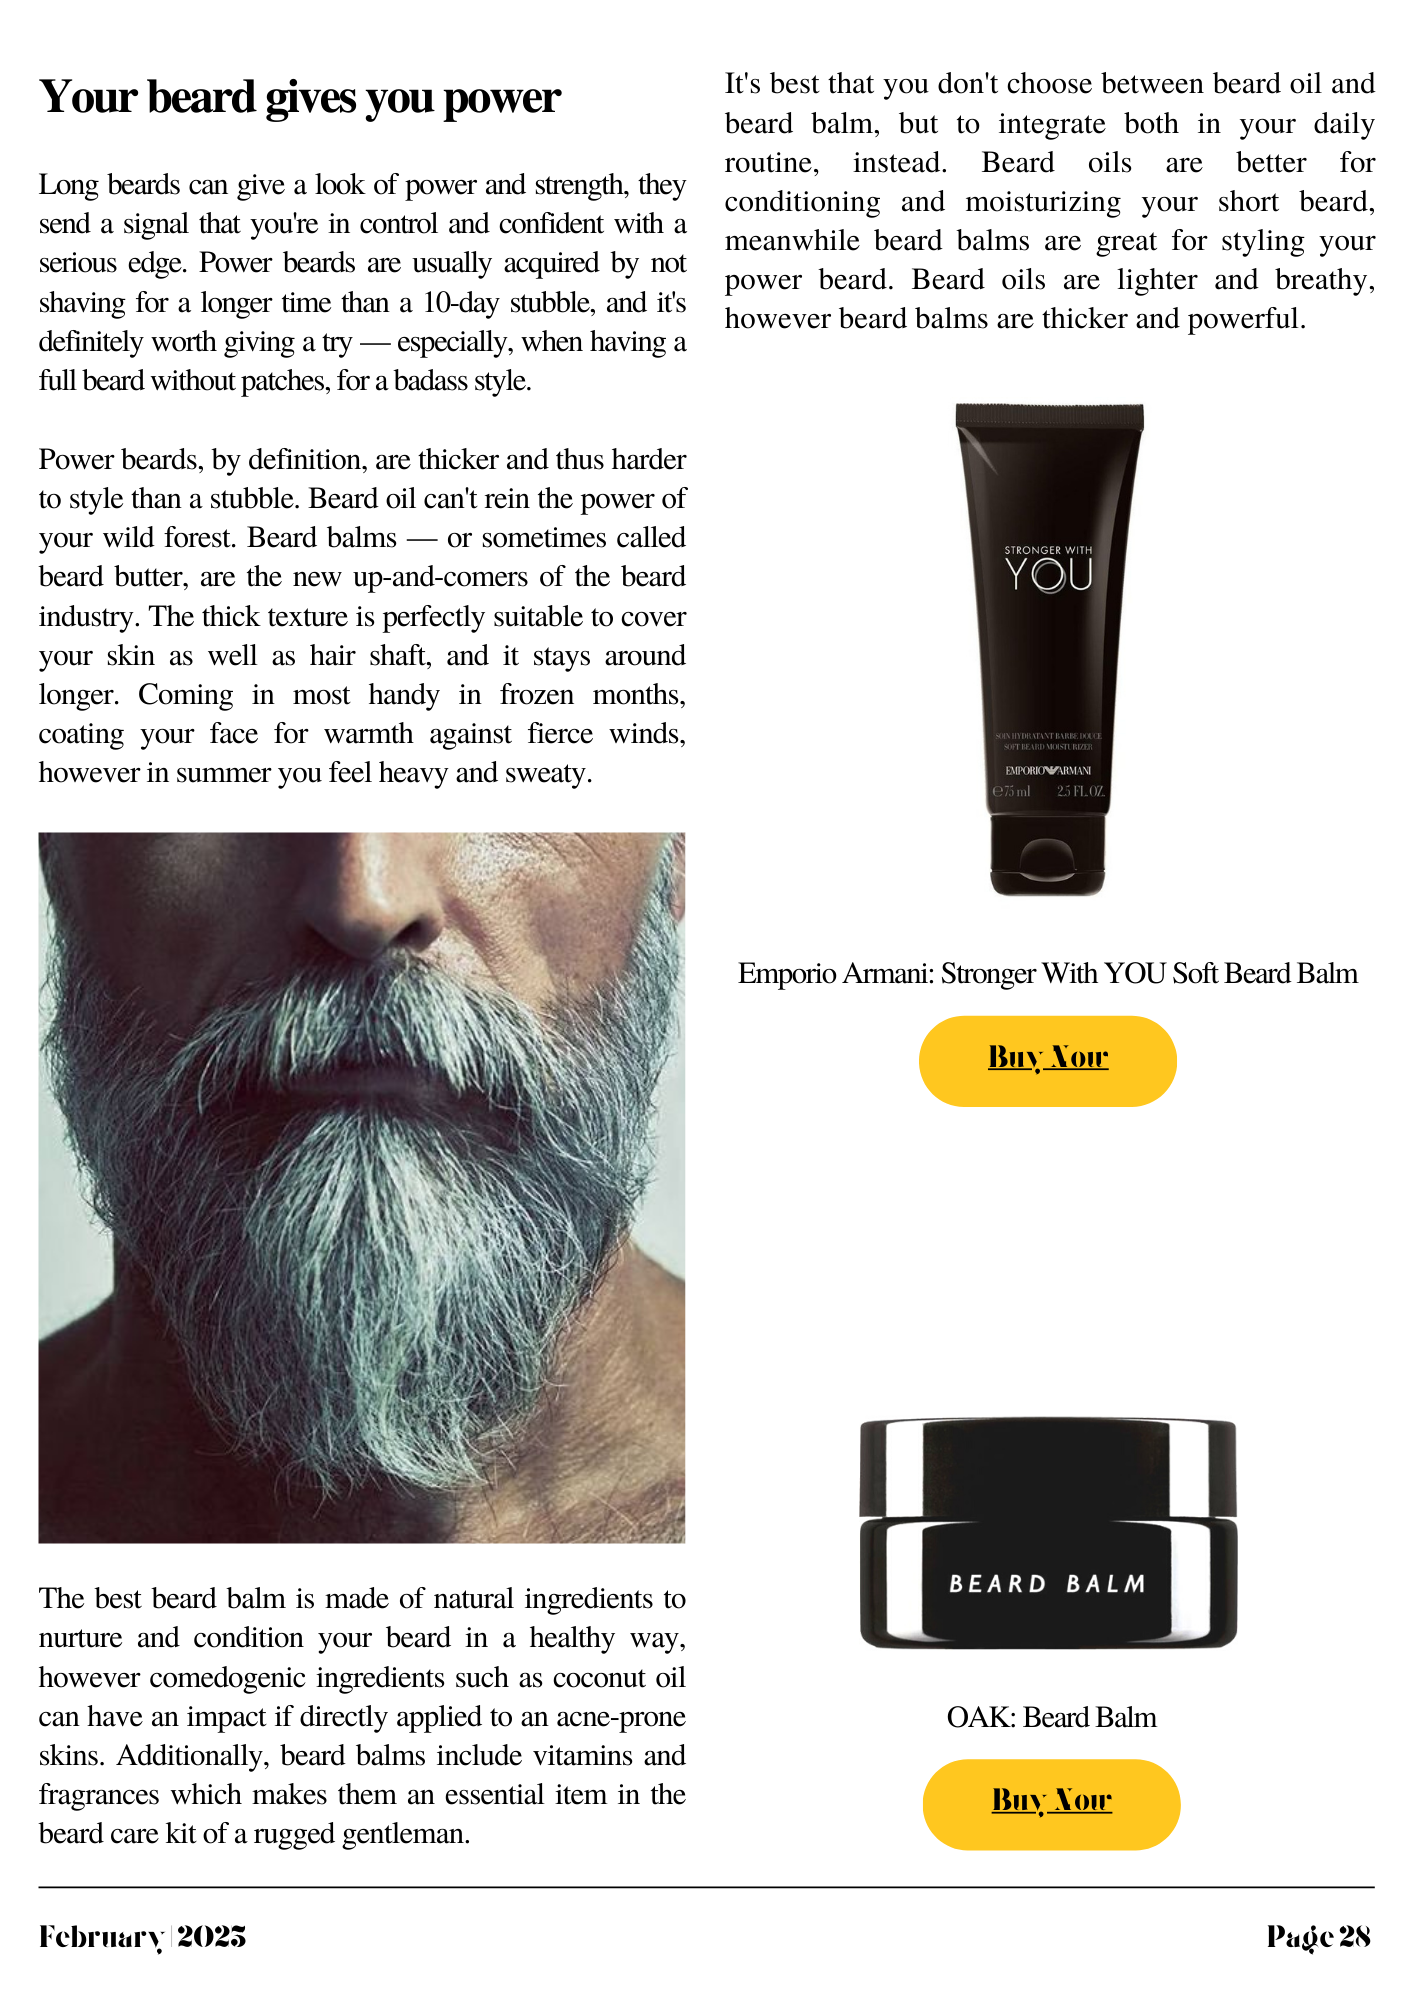 Your beard gives you power
Long beards can give a look of power and strength, they
send a signal that you're in control and confident with a
serious edge. Power beards are usually acquired by not
shaving for a longer time than a 10-day stubble, and it's
definitely worth giving a try — especially, when having a
full beard without patches, for a badass style.
Power beards, by definition, are thicker and thus harder
to style than a stubble. Beard oil can't rein the power of
your wild forest. Beard balms — or sometimes called
beard butter, are the new up-and-comers of the beard
industry. The thick texture is perfectly suitable to cover
your skin as well as hair shaft, and it stays around
longer. Coming in most handy in frozen months,
coating your face for warmth against fierce winds,
however in summer you feel heavy and sweaty.
The best beard balm is made of natural ingredients to
nurture and condition your beard in a healthy way,
however comedogenic ingredients such as coconut oil
can have an impact if directly applied to an acne-prone
skins. Additionally, beard balms include vitamins and
fragrances which makes them an essential item in the
beard care kit of a rugged gentleman.
It's best that you don't choose between beard oil and
beard balm, but to integrate both in your daily
routine, instead. Beard oils are better for
conditioning and moisturizing your short beard,
meanwhile beard balms are great for styling your
power beard. Beard oils are lighter and breathy,
however beard balms are thicker and powerful.
STRONGER WITH
YOU
SOIN HYDRATANT BARBE DOUCE
SOFT BEARD MOISTURIZER
EMPORIO ARMANI
℮75 ml 2.5 FL. OZ.
Emporio Armani: Stronger With YOU Soft Beard Balm
Buy Now
BEARD BALM
OAK: Beard Balm
Buy Now
February | 2025
Page 28